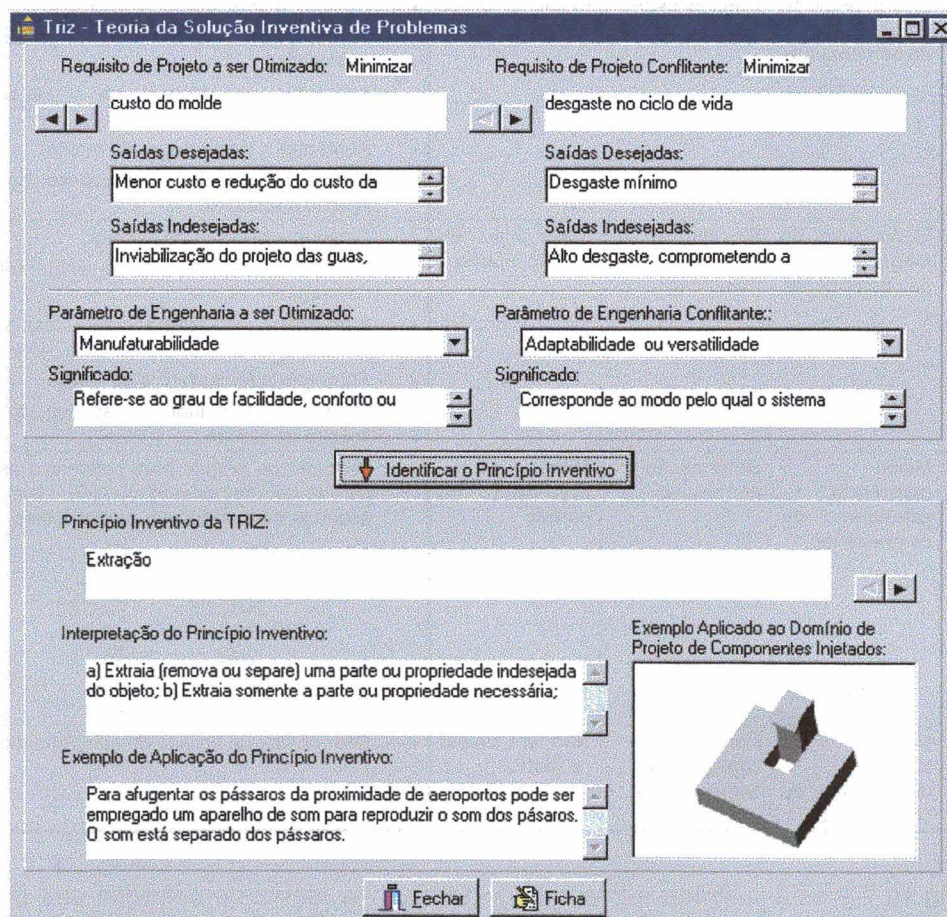 Triz - Teoria da Solução Inventiva de Problemas
Requisito de Projeto a ser Otimizado: Minimizar
Requisito de Projeto Conflitante: Minimizar
custo do molde
desgaste no ciclo de vida
Saídas Desejadas:
Saídas Desejadas:
Menor custo e redução do custo da
Desgaste mínimo
Saídas Indesejadas:
Saídas Indesejadas:
Inviabilização do projeto das guas,
Alto desgaste, comprometendo a
Parâmetro de Engenharia a ser Otimizado:
Parâmetro de Engenharia Conflitante::
Manufaturabilidade
Adaptabilidade ou versatilidade
Significado:
Significado:
Refere-se ao grau de facilidade, conforto ou
Corresponde ao modo pelo qual o sistema
Identificar o Princípio Inventivo
Princípio Inventivo da TRIZ:
Extração
Interpretação do Princípio Inventivo:
a) Extraia (remova ou separe) uma parte ou propriedade indesejada
do objeto; b) Extraia somente a parte ou propriedade necessária;
Exemplo de Aplicação do Princípio Inventivo:
Para afugentar os pássaros da proximidade de aeroportos pode ser
empregado um aparelho de som para reproduzir o som dos pásaros.
O som está separado dos pássaros.
Exemplo Aplicado ao Domínio de
Projeto de Componentes Injetados:
Fechar
Ficha